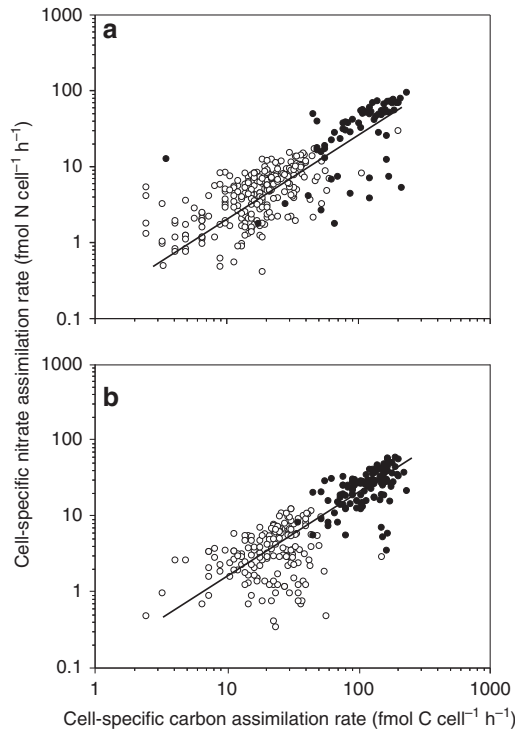 1000
a
100
10
1
0.1
1000
b
100
10
1
0.1
1 10 100 1000
Cell-specific nitrate assimilation rate (fmol N cell⁻¹ h⁻¹)
Cell-specific carbon assimilation rate (fmol C cell⁻¹ h⁻¹)